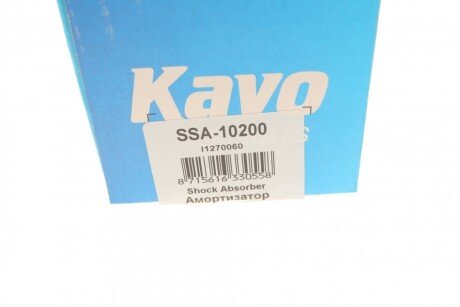 Kavo
SSA-10200
I1270060
8 715616 330558
Shock Absorber
Амортизатор